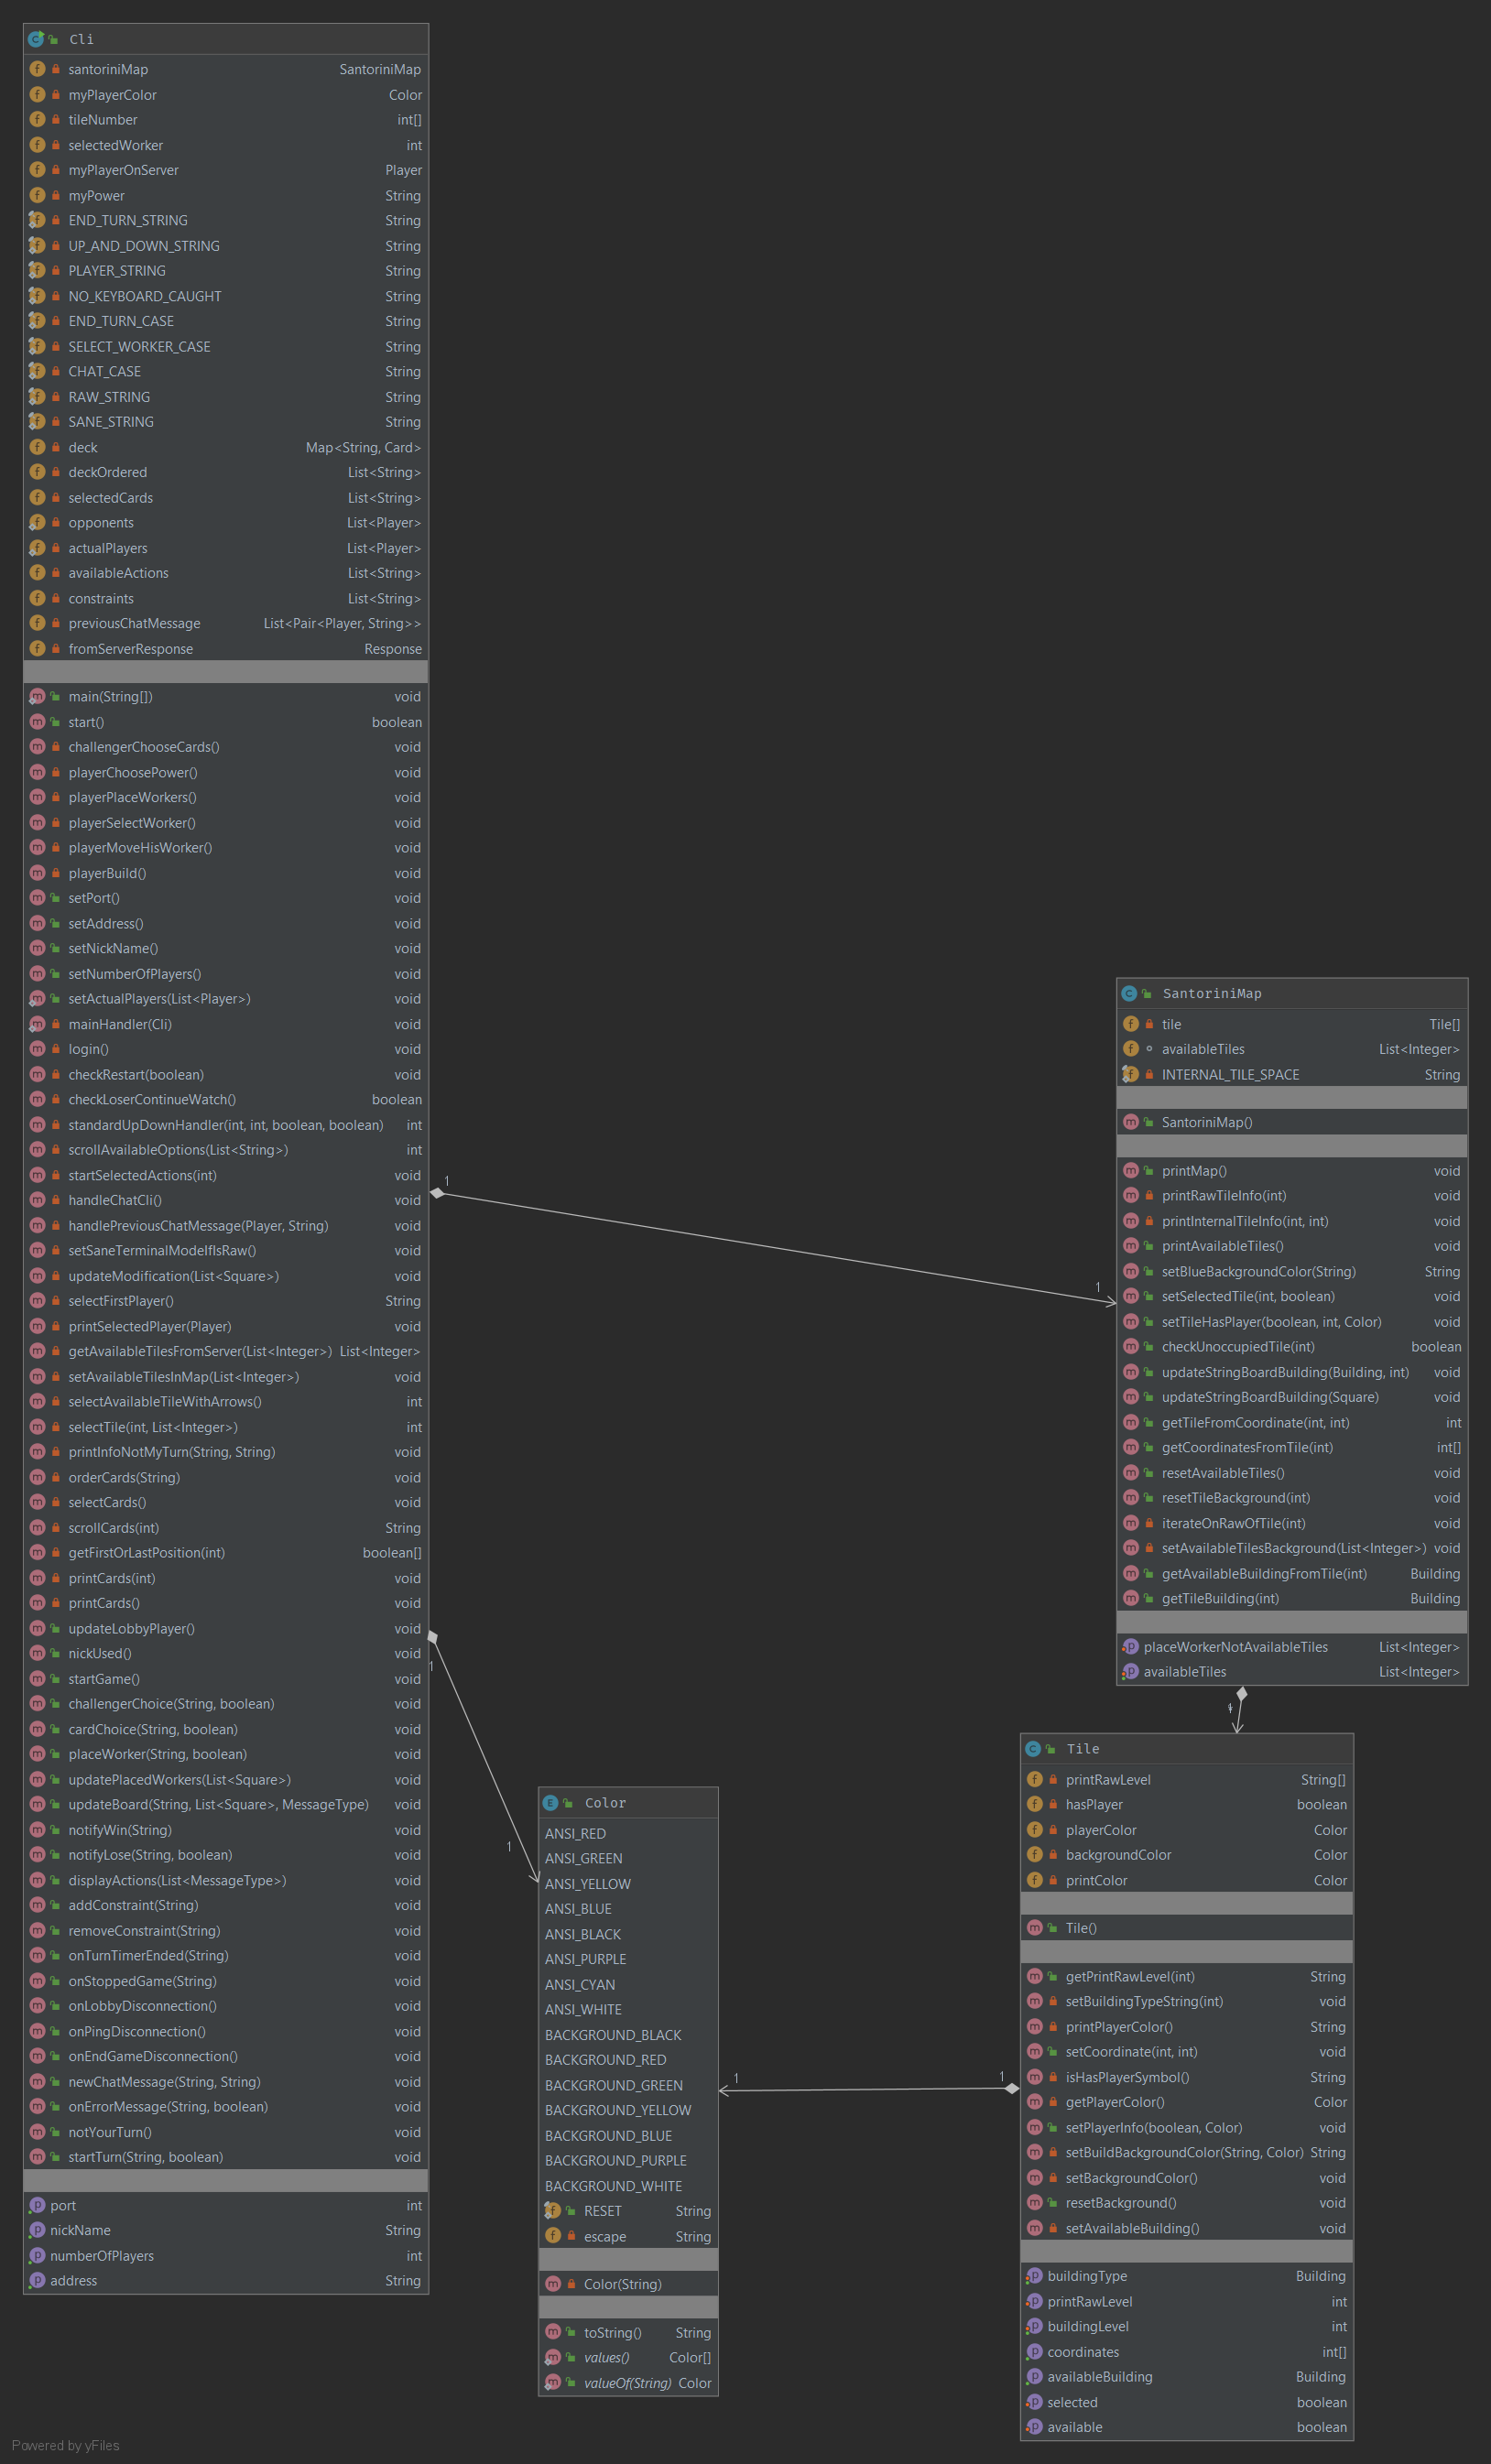 Cli
santoriniMap SantoriniMap
myPlayerColor Color
tileNumber int[]
selectedWorker int
myPlayerOnServer Player
myPower String
END_TURN_STRING String
UP_AND_DOWN_STRING String
PLAYER_STRING String
NO_KEYBOARD_CAUGHT String
END_TURN_CASE String
SELECT_WORKER_CASE String
CHAT_CASE String
RAW_STRING String
SANE_STRING String
deck Map<String, Card>
deckOrdered List<String>
selectedCards List<String>
opponents List<Player>
actualPlayers List<Player>
availableActions List<String>
constraints List<String>
previousChatMessage List<Pair<Player, String>>
fromServerResponse Response
main(String[]) void
start() boolean
challengerChooseCards() void
playerChoosePower() void
playerPlaceWorkers() void
playerSelectWorker() void
playerMoveHisWorker() void
playerBuild() void
setPort() void
setAddress() void
setNickName() void
setNumberOfPlayers() void
setActualPlayers(List<Player>) void
mainHandler(Cli) void
login() void
checkRestart(boolean) void
checkLoserContinueWatch() boolean
standardUpDownHandler(int, int, boolean, boolean) int
scrollAvailableOptions(List<String>) int
startSelectedActions(int) void
handleChatCli() void
handlePreviousChatMessage(Player, String) void
setSaneTerminalModeIfIsRaw() void
updateModification(List<Square>) void
selectFirstPlayer() String
printSelectedPlayer(Player) void
getAvailableTilesFromServer(List<Integer>) List<Integer>
setAvailableTilesInMap(List<Integer>) void
selectAvailableTileWithArrows() int
selectTile(int, List<Integer>) int
printInfoNotMyTurn(String, String) void
orderCards(String) void
selectCards() void
scrollCards(int) String
getFirstOrLastPosition(int) boolean[]
printCards(int) void
printCards() void
updateLobbyPlayer() void
nickUsed() void
startGame() void
challengerChoice(String, boolean) void
cardChoice(String, boolean) void
placeWorker(String, boolean) void
updatePlacedWorkers(List<Square>) void
updateBoard(String, List<Square>, MessageType) void
notifyWin(String) void
notifyLose(String, boolean) void
displayActions(List<MessageType>) void
addConstraint(String) void
removeConstraint(String) void
onTurnTimerEnded(String) void
onStoppedGame(String) void
onLobbyDisconnection() void
onPingDisconnection() void
onEndGameDisconnection() void
newChatMessage(String, String) void
onErrorMessage(String, boolean) void
notYourTurn() void
startTurn(String, boolean) void
port int
nickName String
numberOfPlayers int
address String
1
1
1
1
SantoriniMap
tile Tile[]
availableTiles List<Integer>
INTERNAL_TILE_SPACE String
SantoriniMap()
printMap() void
printRawTileInfo(int) void
printInternalTileInfo(int, int) void
printAvailableTiles() void
setBlueBackgroundColor(String) String
setSelectedTile(int, boolean) void
setTileHasPlayer(boolean, int, Color) void
checkUnoccupiedTile(int) boolean
updateStringBoardBuilding(Building, int) void
updateStringBoardBuilding(Square) void
getTileFromCoordinate(int, int) int
getCoordinatesFromTile(int) int[]
resetAvailableTiles() void
resetTileBackground(int) void
iterateOnRawOfTile(int) void
setAvailableTilesBackground(List<Integer>) void
getAvailableBuildingFromTile(int) Building
getTileBuilding(int) Building
placeWorkerNotAvailableTiles List<Integer>
availableTiles List<Integer>
Color
ANSI_RED
ANSI_GREEN
ANSI_YELLOW
ANSI_BLUE
ANSI_BLACK
ANSI_PURPLE
ANSI_CYAN
ANSI_WHITE
BACKGROUND_BLACK
BACKGROUND_RED
BACKGROUND_GREEN
BACKGROUND_YELLOW
BACKGROUND_BLUE
BACKGROUND_PURPLE
BACKGROUND_WHITE
RESET String
escape String
Color(String)
toString() String
values() Color[]
valueOf(String) Color
1
1
Tile
printRawLevel String[]
hasPlayer boolean
playerColor Color
backgroundColor Color
printColor Color
Tile()
getPrintRawLevel(int) String
setBuildingTypeString(int) void
printPlayerColor() String
setCoordinate(int, int) void
isHasPlayerSymbol() String
getPlayerColor() Color
setPlayerInfo(boolean, Color) void
setBuildBackgroundColor(String, Color) String
setBackgroundColor() void
resetBackground() void
setAvailableBuilding() void
buildingType Building
printRawLevel int
buildingLevel int
coordinates int[]
availableBuilding Building
selected boolean
available boolean
Powered by yFiles